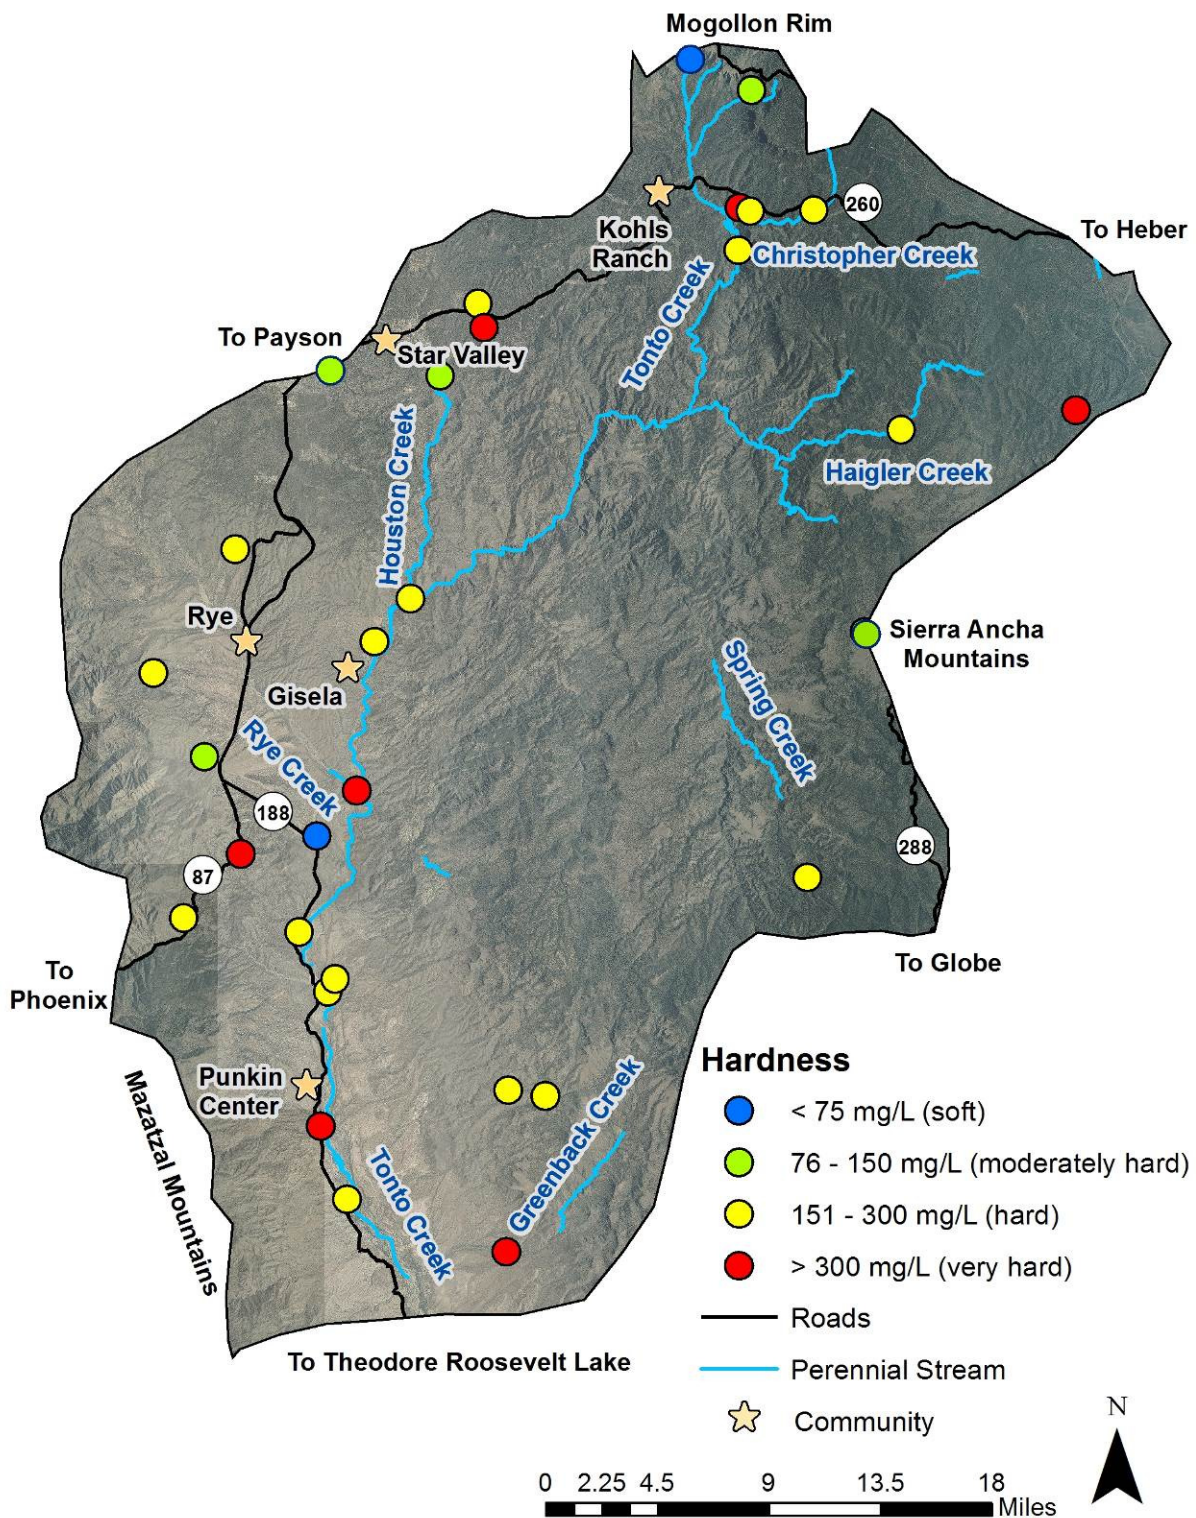 Mogollon Rim
260
To Heber
Kohls
Ranch
Christopher Creek
Tonto Creek
To Payson
Star Valley
Houston Creek
Haigler Creek
Rye
Gisela
Sierra Ancha
Mountains
Spring Creek
Rye Creek
188
87
288
To
Phoenix
To Globe
Mazatzal Mountains
Punkin
Center
Tonto Creek
Greenback Creek
To Theodore Roosevelt Lake
Hardness
< 75 mg/L (soft)
76 - 150 mg/L (moderately hard)
151 - 300 mg/L (hard)
> 300 mg/L (very hard)
Roads
Perennial Stream
Community
N
0 2.25 4.5 9 13.5 18
Miles